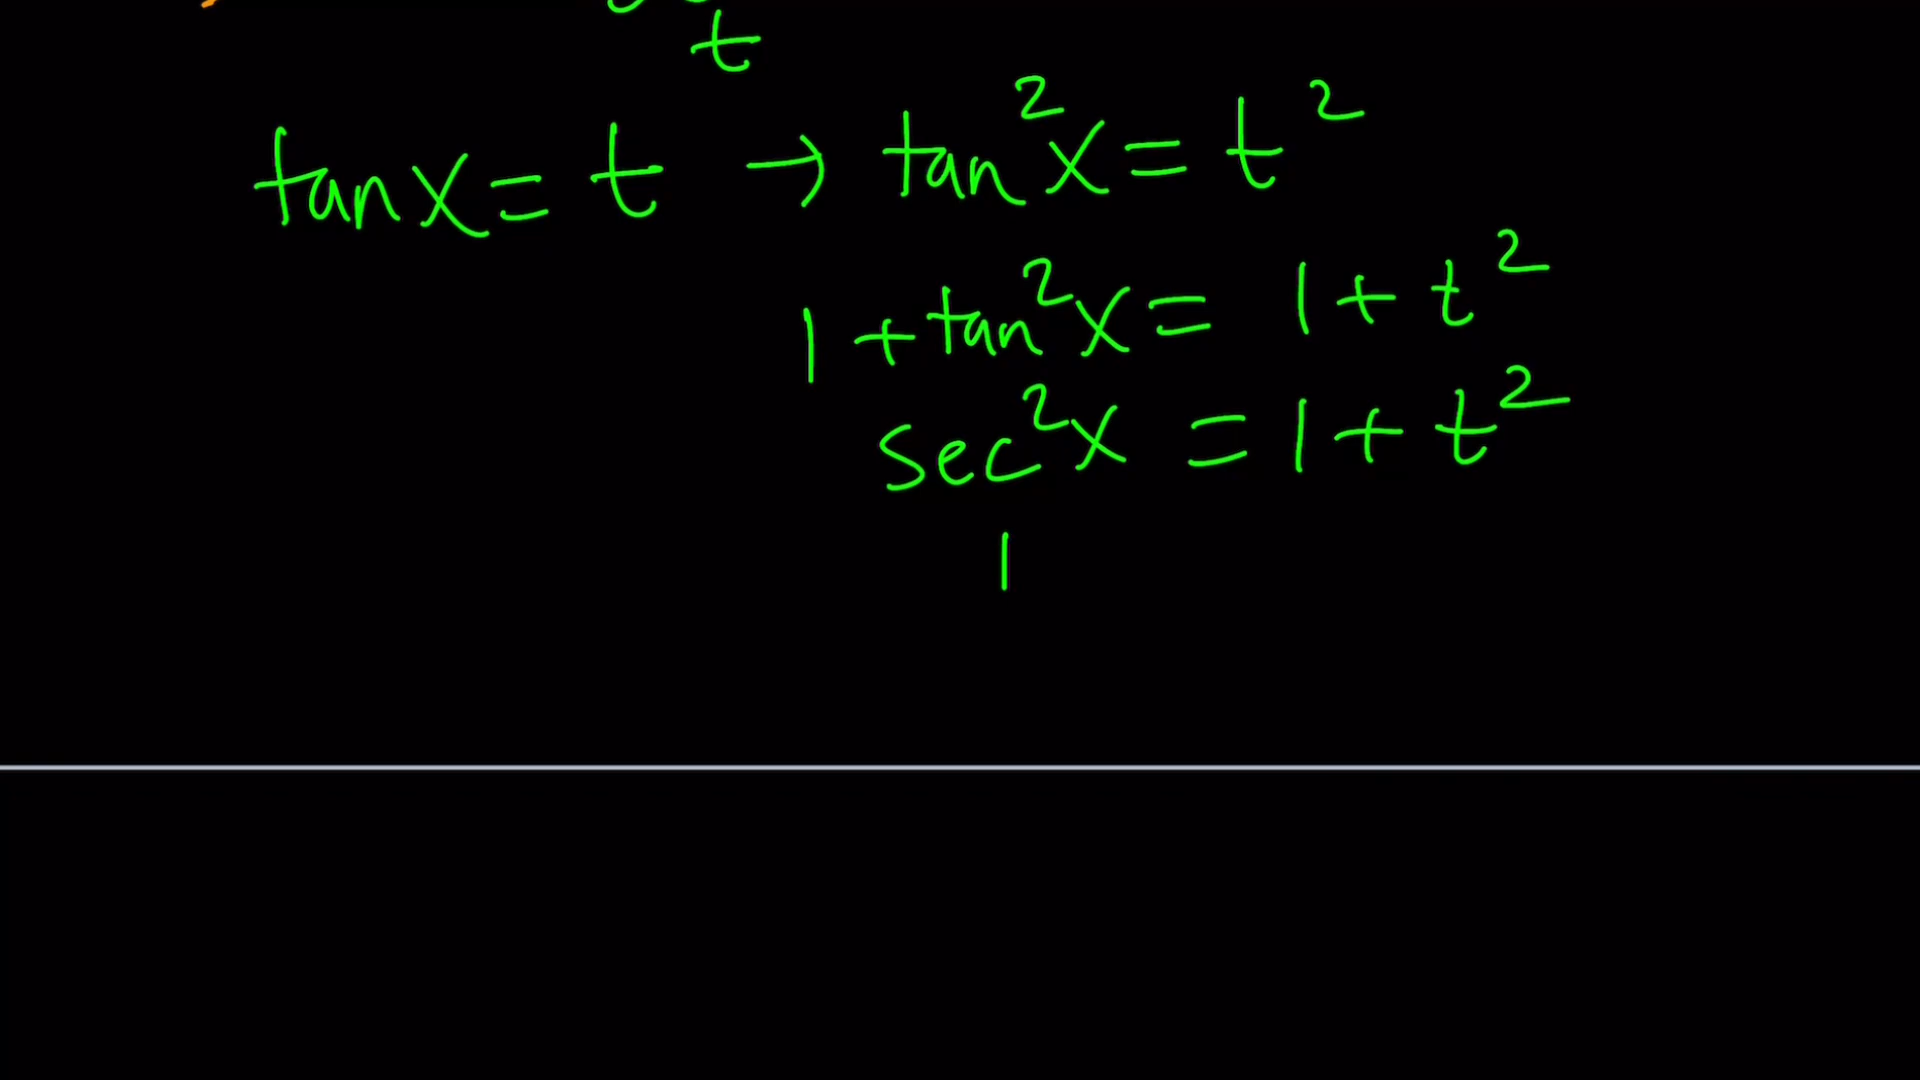 t
tan x = t → tan²x = t²
1 + tan²x = 1 + t²
sec²x = 1 + t²
1